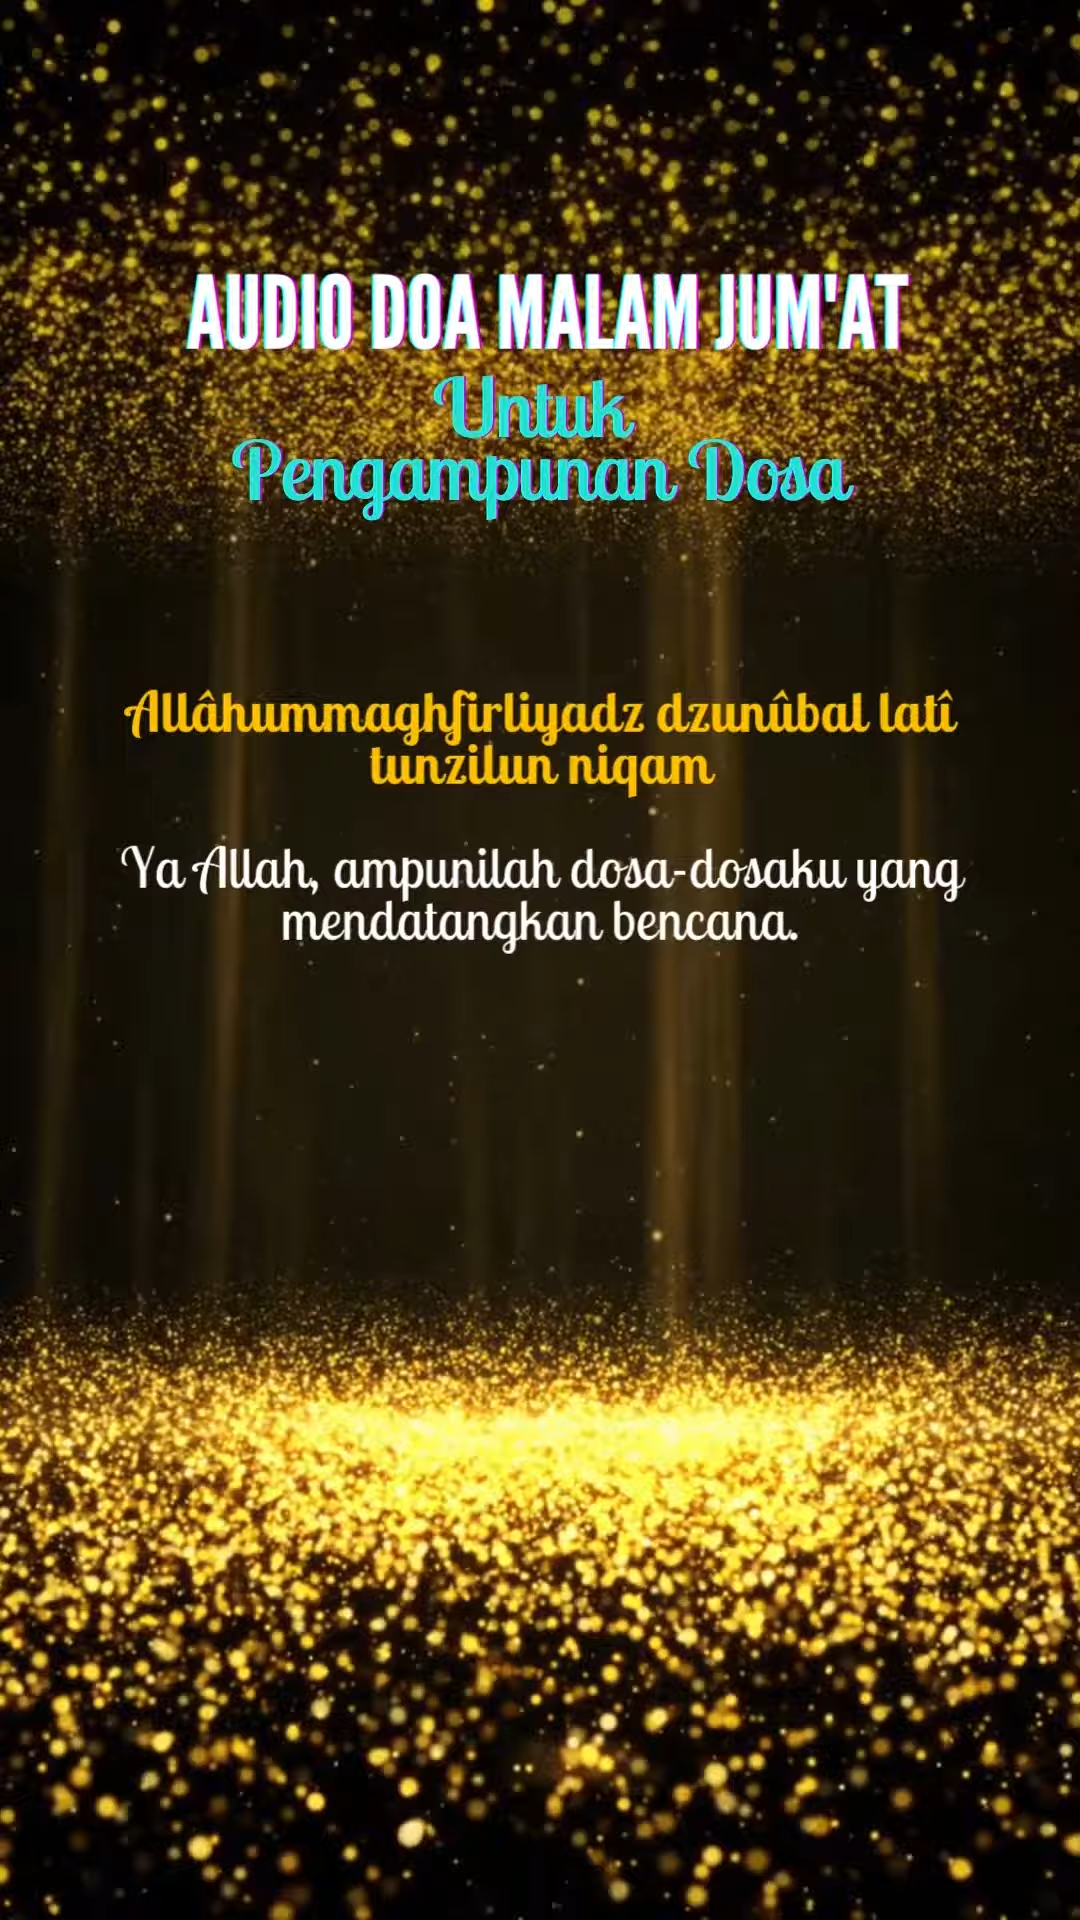 AUDIO DOA MALAM JUM'AT
Untuk
Pengampunan Dosa
Allâhummaghfirliyadz dzunûbal latî
tunzilun niqam
Ya Allah, ampunilah dosa-dosaku yang
mendatangkan bencana.